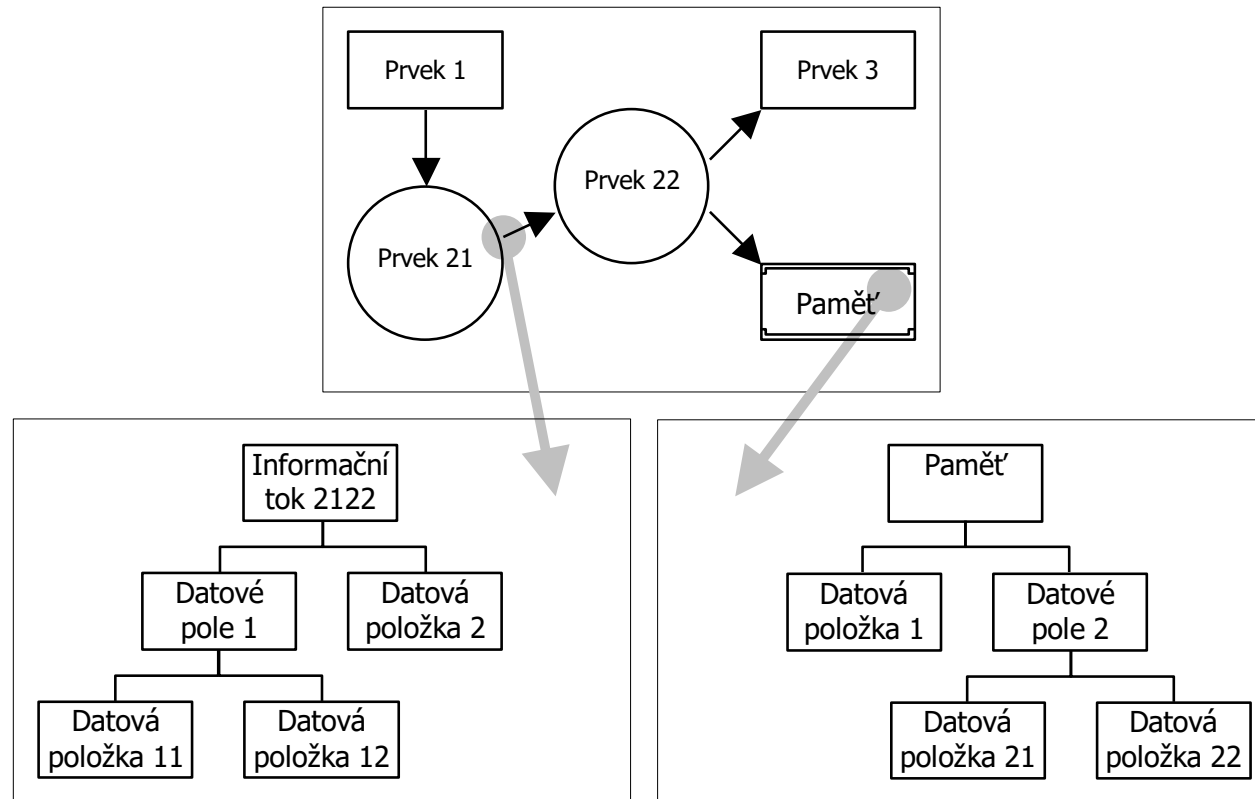 Prvek 1
Prvek 3
Prvek 22
Prvek 21
Paměť
Informační
tok 2122
Datové
pole 1
Datová
položka 2
Datová
položka 11
Datová
položka 12
Paměť
Datová
položka 1
Datové
pole 2
Datová
položka 21
Datová
položka 22